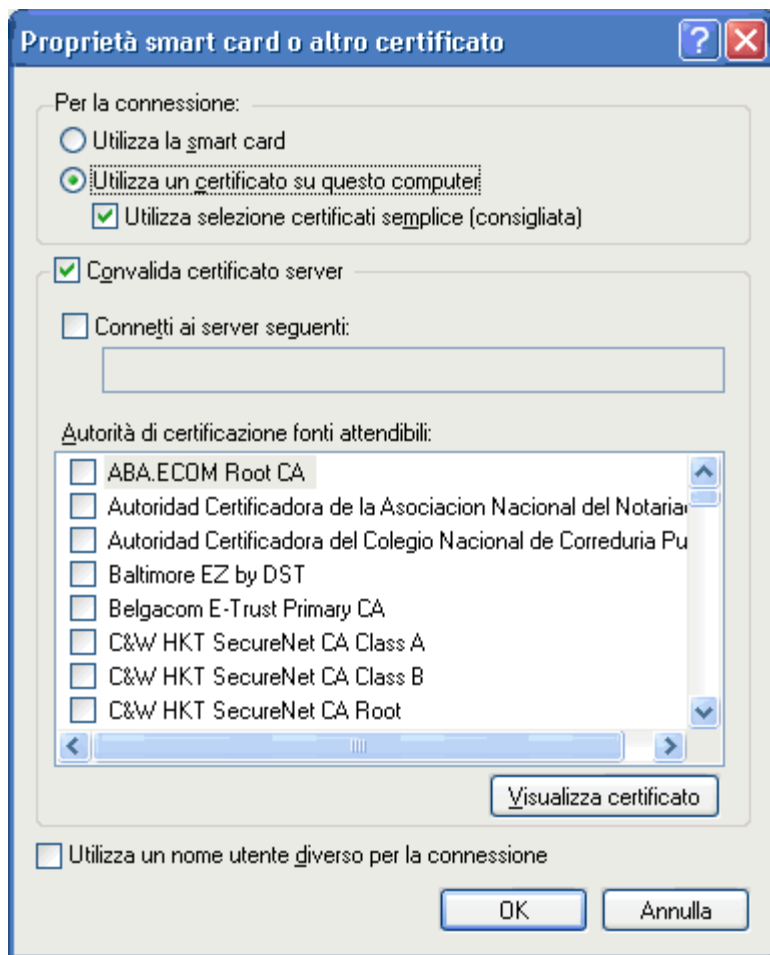 Proprietà smart card o altro certificato
Per la connessione:
Utilizza la smart card
Utilizza un certificato su questo computer
Utilizza selezione certificati semplice (consigliata)
Convalida certificato server
Connetti ai server seguenti:
Autorità di certificazione fonti attendibili:
ABA.ECOM Root CA
Autoridad Certificadora de la Asociacion Nacional del Notaria
Autoridad Certificadora del Colegio Nacional de Correduria Pu
Baltimore EZ by DST
Belgacom E-Trust Primary CA
C&W HKT SecureNet CA Class A
C&W HKT SecureNet CA Class B
C&W HKT SecureNet CA Root
Visualizza certificato
Utilizza un nome utente diverso per la connessione
OK Annulla